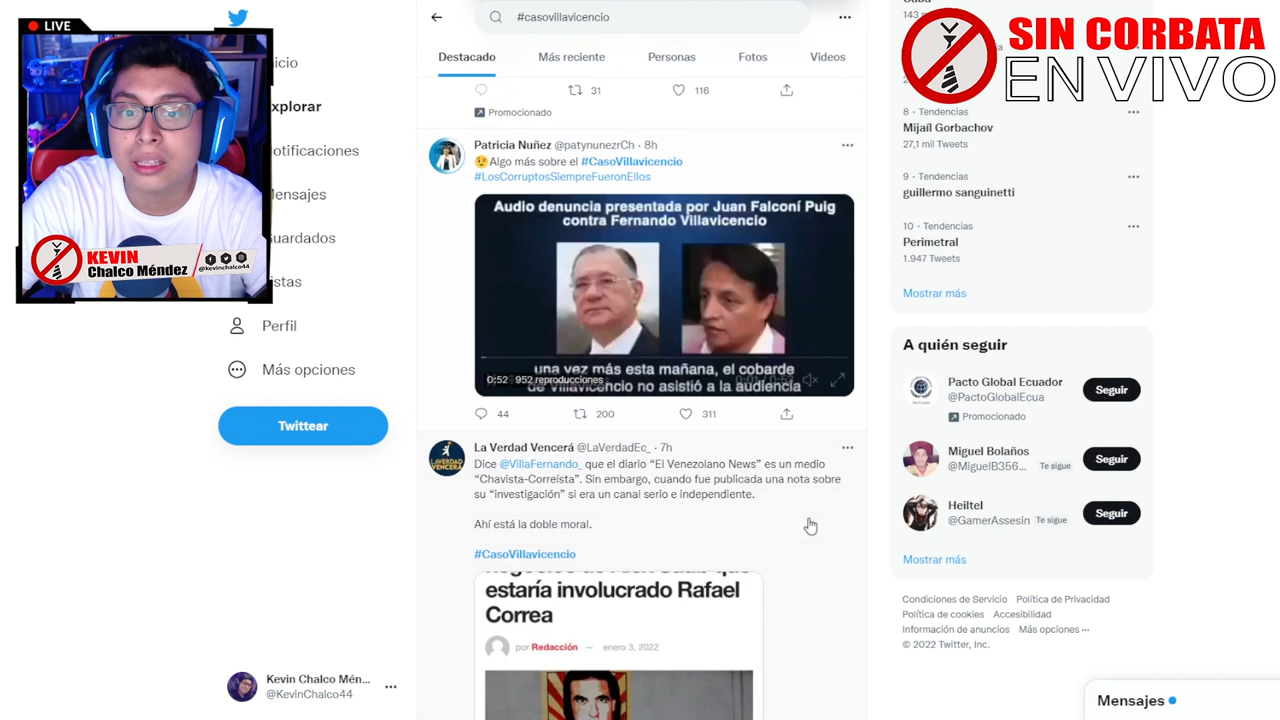 LIVE
KEVIN
Chalco Méndez
@kevinchalco44
SIN CORBATA
EN VIVO
icio
xplorar
otificaciones
Mensajes
uardados
istas
Perfil
Más opciones
Twittear
Kevin Chalco Mén...
@KevinChalco44
#casovillavicencio
Destacado
Más reciente
Personas
Fotos
Videos
31
116
Promocionado
Patricia Nuñez @patynunezrCh · 8h
😉Algo más sobre el #CasoVillavicencio
#LosCorruptosSiempreFueronEllos
Audio denuncia presentada por Juan Falconí Puig
contra Fernando Villavicencio
una vez más esta mañana, el cobarde
de Villavicencio no asistió a la audiencia
0:52 952 reproducciones
44
200
311
La Verdad Vencerá @LaVerdadEc_ · 7h
Dice @VillaFernando_ que el diario “El Venezolano News” es un medio
“Chavista-Correísta”. Sin embargo, cuando fue publicada una nota sobre
su “investigación” si era un canal serio e independiente.
Ahí está la doble moral.
#CasoVillavicencio
LA VERDAD
VENCERÁ
estaría involucrado Rafael
Correa
por Redacción — enero 3, 2022
143 m
8 · Tendencias
Mijaíl Gorbachov
27,1 mil Tweets
9 · Tendencias
guillermo sanguinetti
10 · Tendencias
Perimetral
1.947 Tweets
Mostrar más
A quién seguir
Pacto Global Ecuador
@PactoGlobalEcua
Promocionado
Seguir
Miguel Bolaños
@MiguelB356... Te sigue
Seguir
Heiltel
@GamerAssesin Te sigue
Seguir
Mostrar más
Condiciones de Servicio Política de Privacidad
Política de cookies Accesibilidad
Información de anuncios Más opciones ···
© 2022 Twitter, Inc.
Mensajes